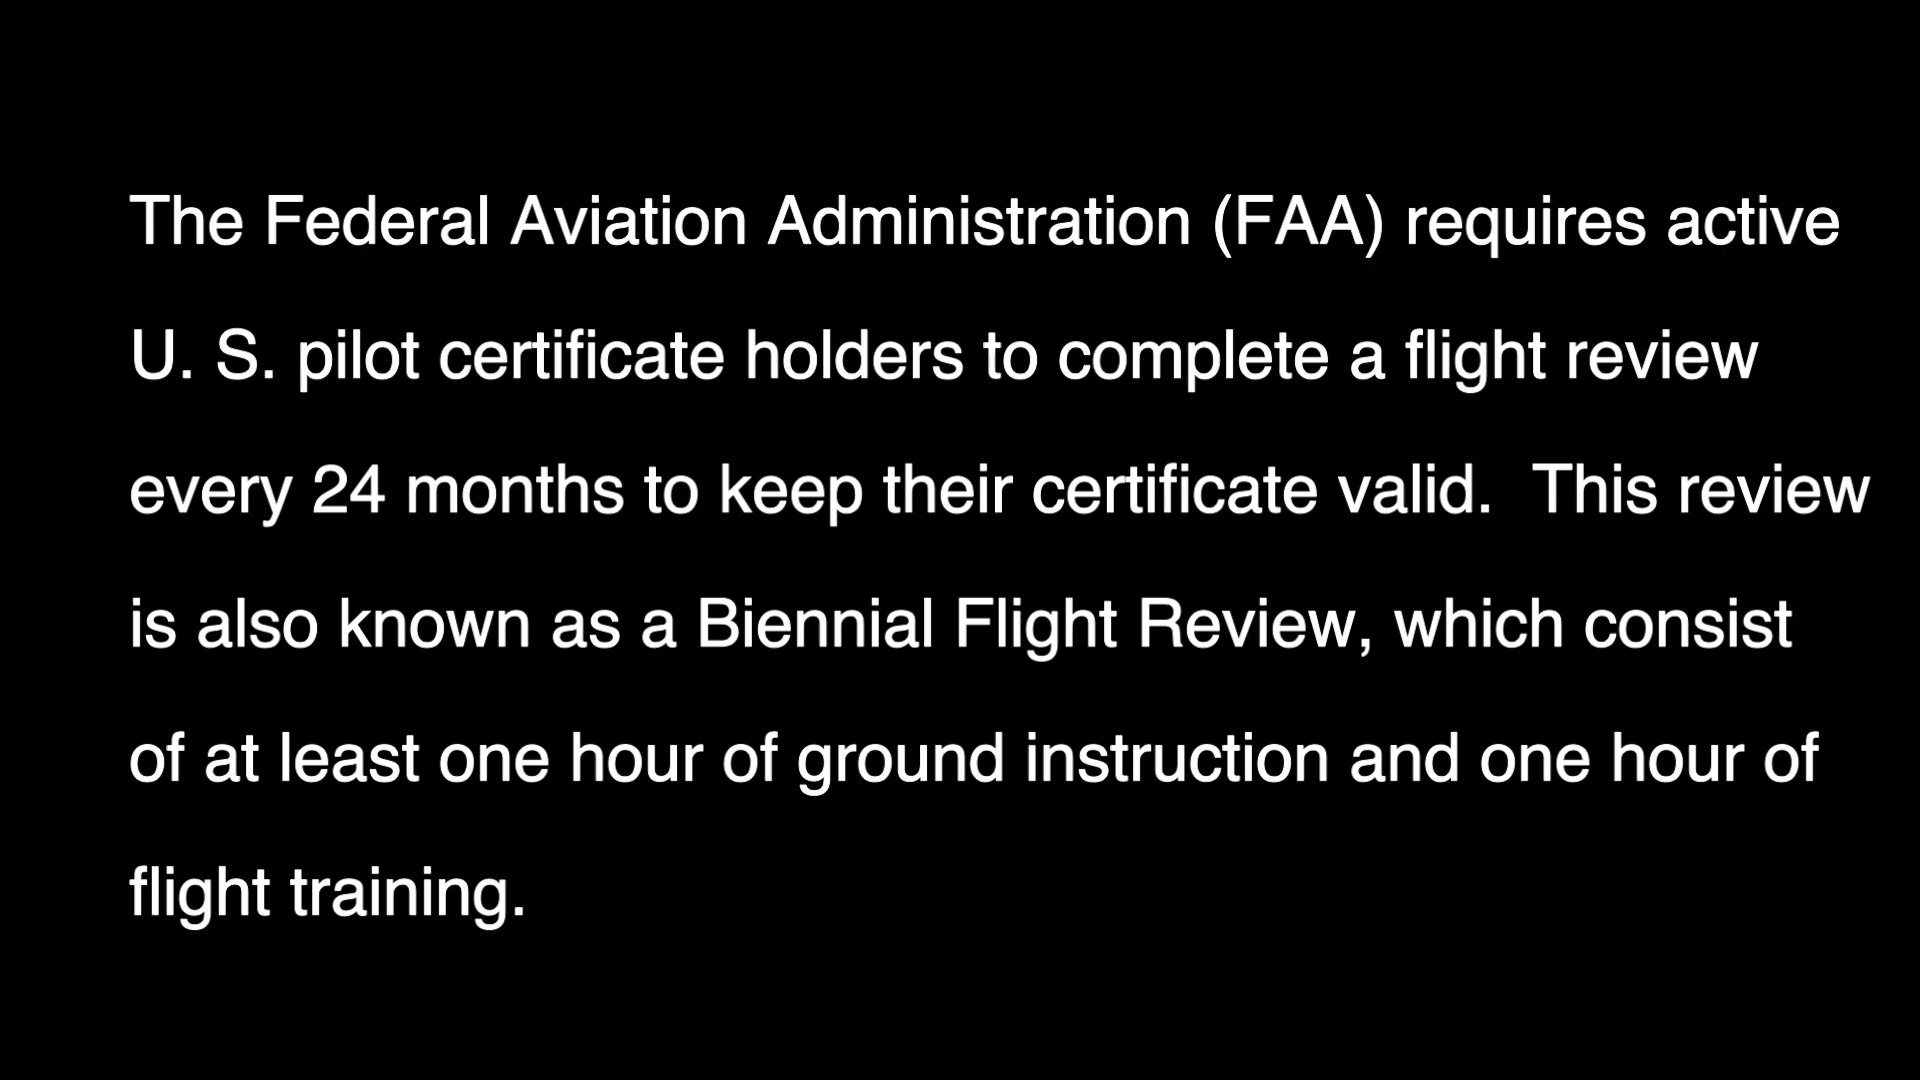 The Federal Aviation Administration (FAA) requires active
U. S. pilot certificate holders to complete a flight review
every 24 months to keep their certificate valid.  This review
is also known as a Biennial Flight Review, which consist
of at least one hour of ground instruction and one hour of
flight training.